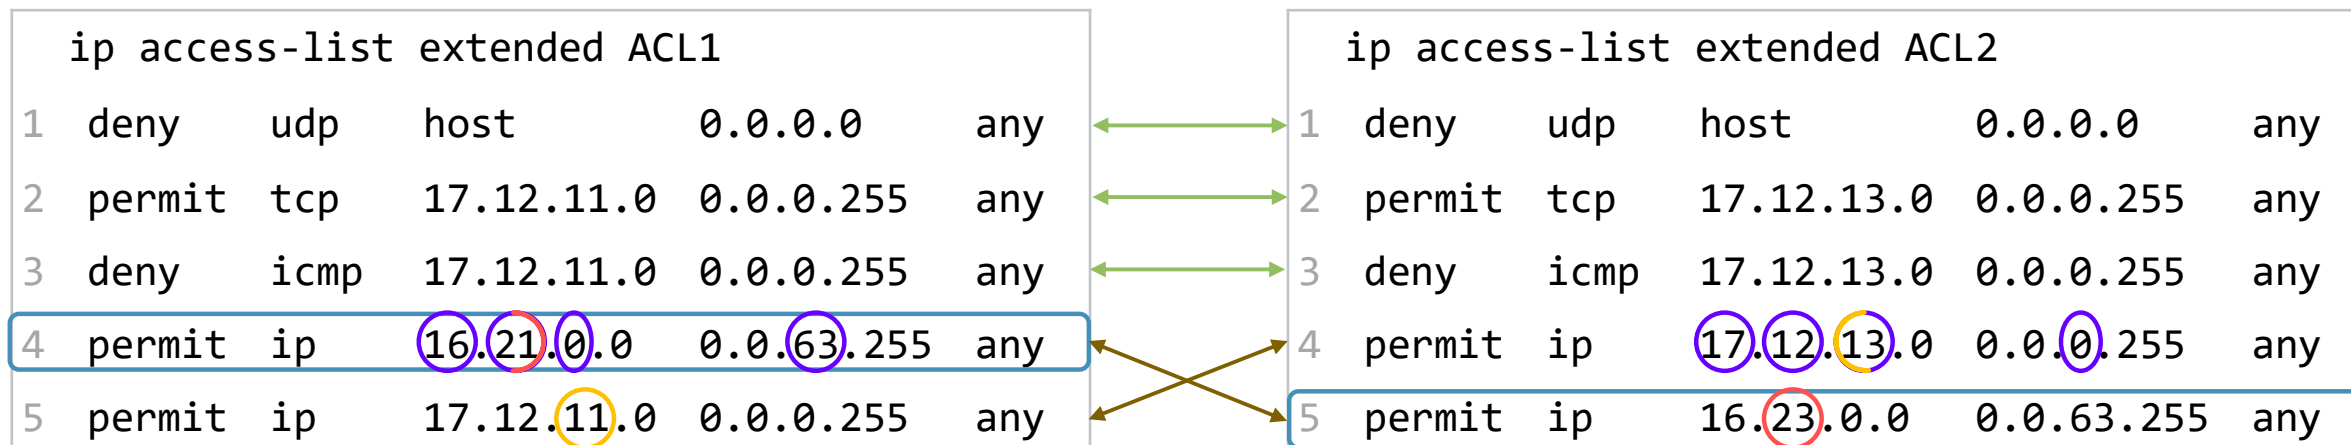 ip access-list extended ACL1
1 deny udp host 0.0.0.0 any
2 permit tcp 17.12.11.0 0.0.0.255 any
3 deny icmp 17.12.11.0 0.0.0.255 any
4 permit ip 16.21.0.0 0.0.63.255 any
5 permit ip 17.12.11.0 0.0.0.255 any
ip access-list extended ACL2
1 deny udp host 0.0.0.0 any
2 permit tcp 17.12.13.0 0.0.0.255 any
3 deny icmp 17.12.13.0 0.0.0.255 any
4 permit ip 17.12.13.0 0.0.0.255 any
5 permit ip 16.23.0.0 0.0.63.255 any